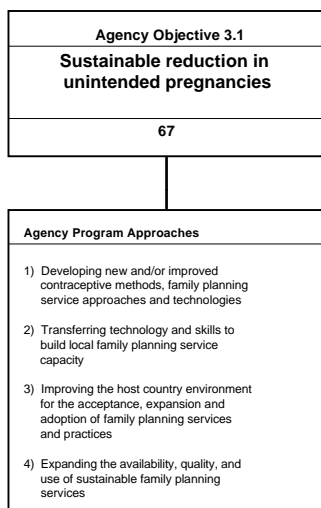 Agency Objective 3.1
Sustainable reduction in
unintended pregnancies
67
Agency Program Approaches
1) Developing new and/or improved
contraceptive methods, family planning
service approaches and technologies
2) Transferring technology and skills to
build local family planning service
capacity
3) Improving the host country environment
for the acceptance, expansion and
adoption of family planning services
and practices
4) Expanding the availability, quality, and
use of sustainable family planning
services